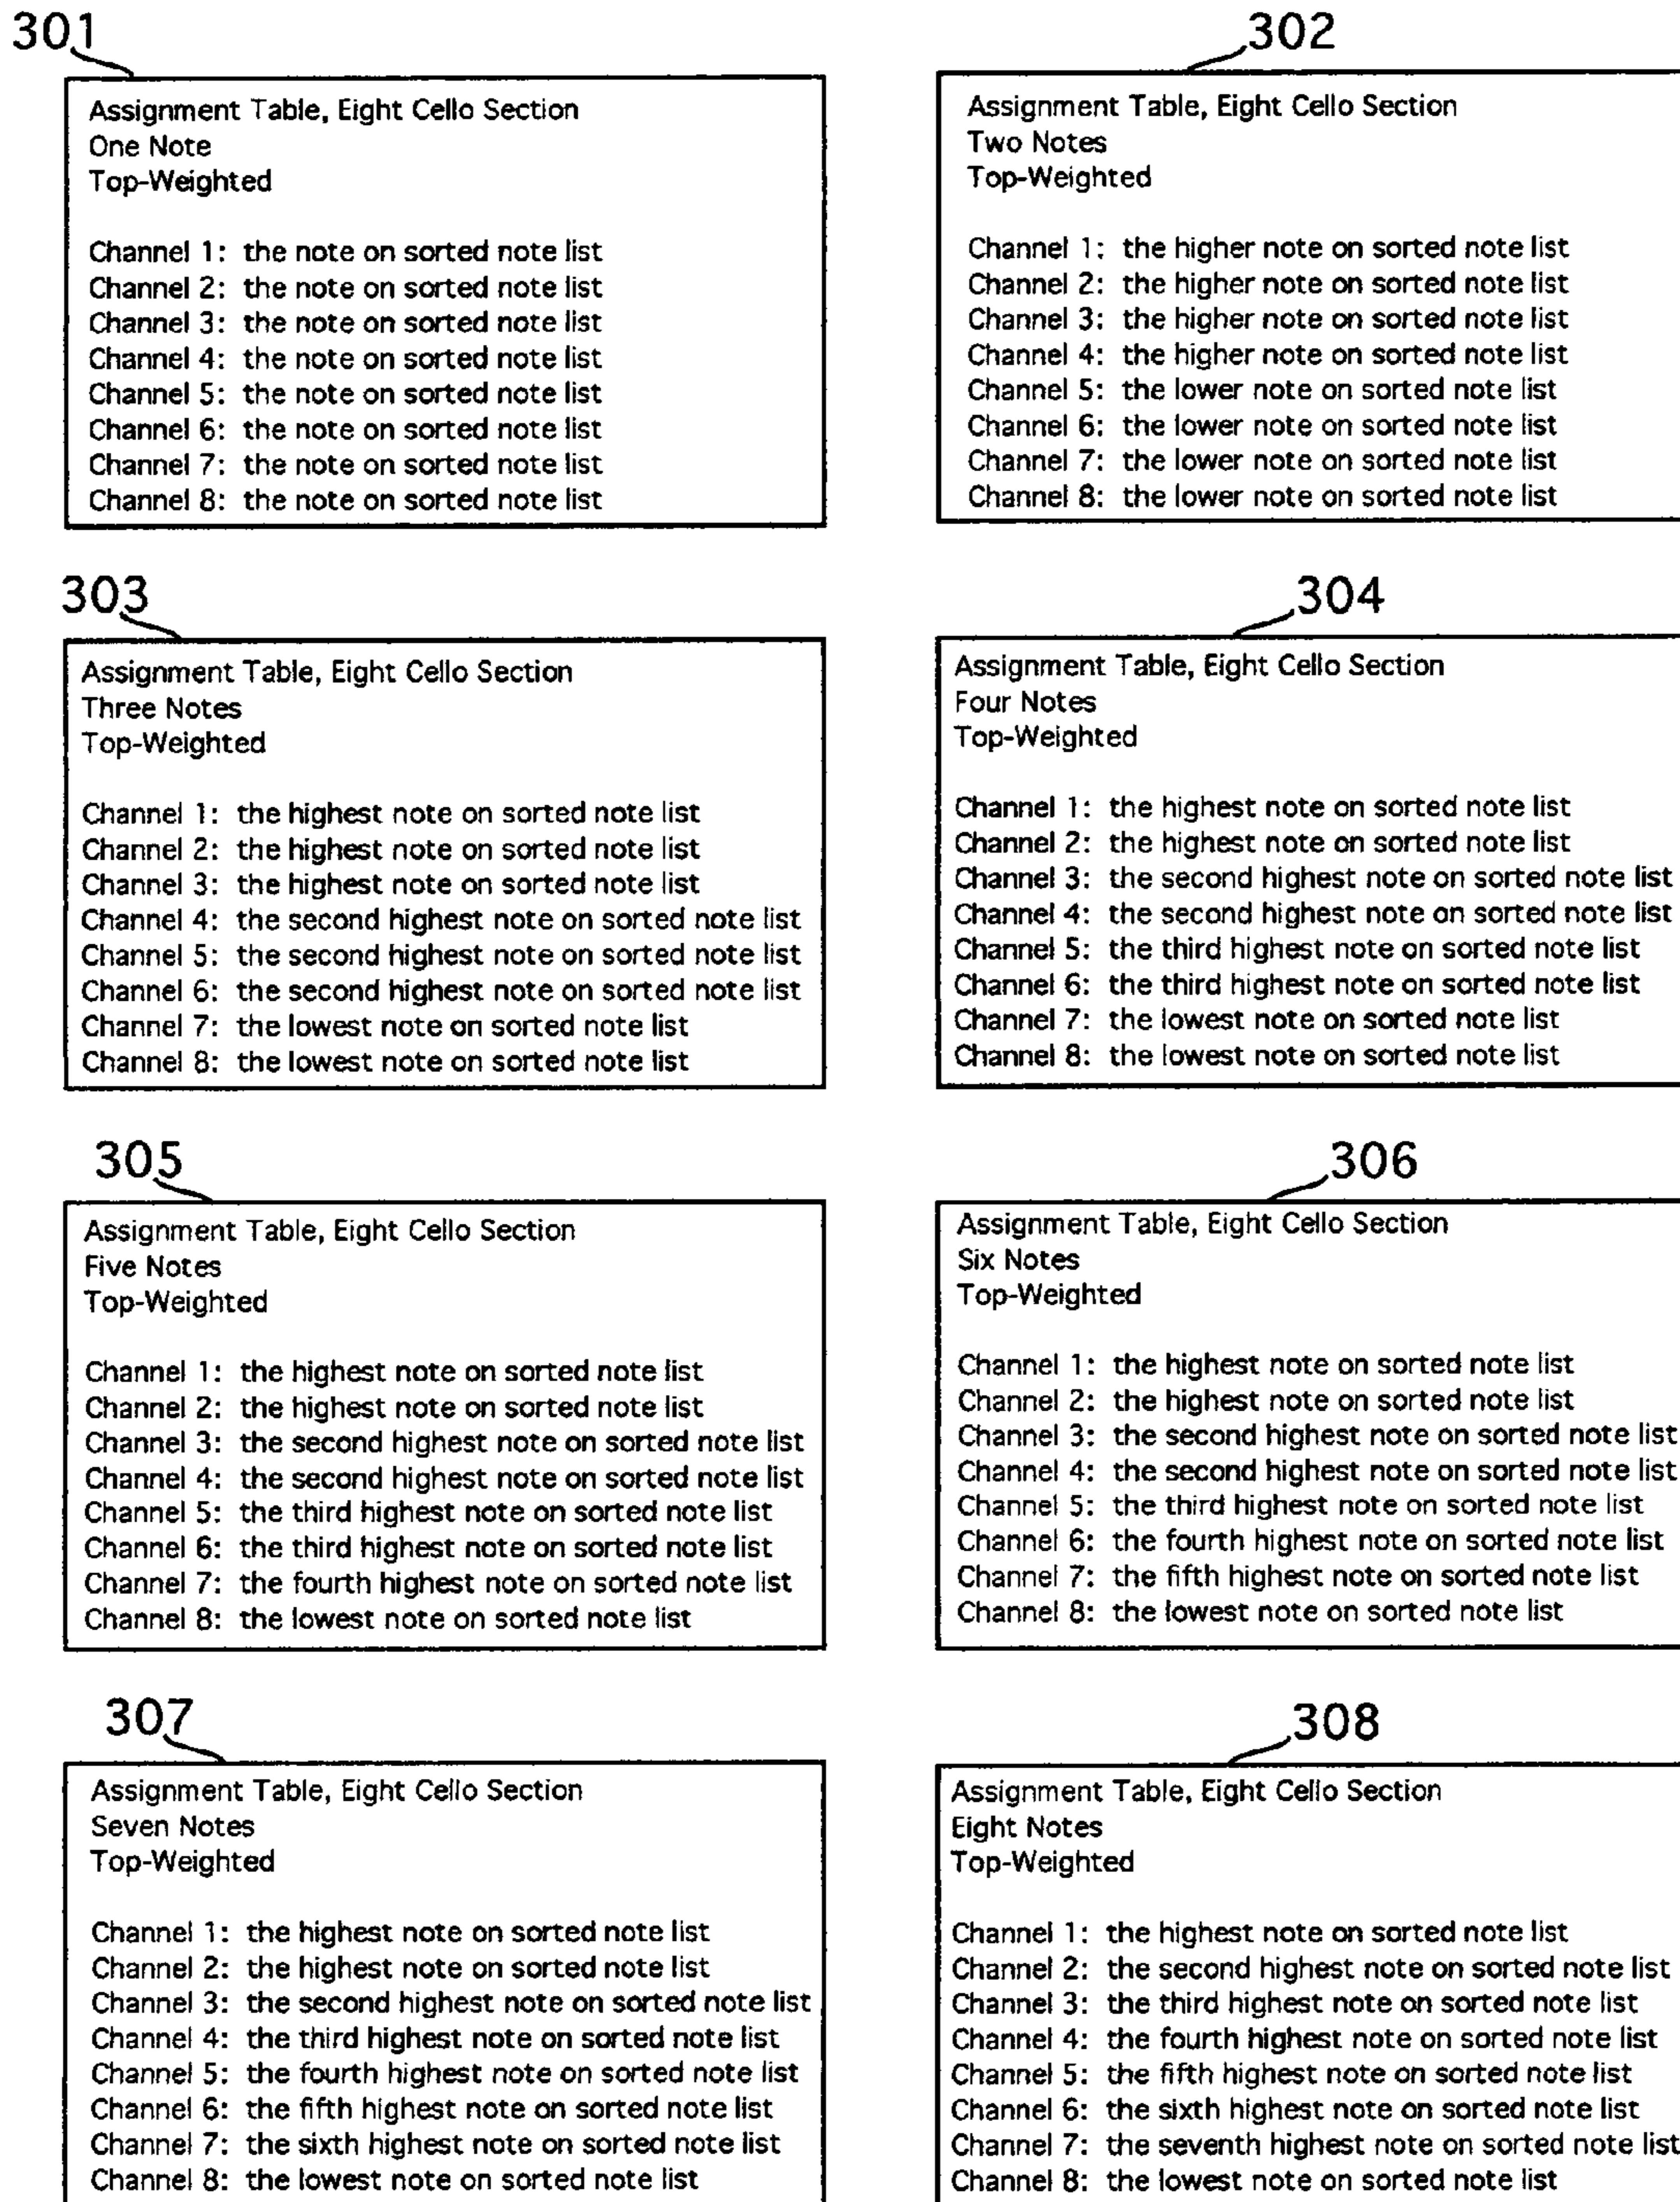 301
Assignment Table, Eight Cello Section
One Note
Top-Weighted
Channel 1: the note on sorted note list
Channel 2: the note on sorted note list
Channel 3: the note on sorted note list
Channel 4: the note on sorted note list
Channel 5: the note on sorted note list
Channel 6: the note on sorted note list
Channel 7: the note on sorted note list
Channel 8: the note on sorted note list
302
Assignment Table, Eight Cello Section
Two Notes
Top-Weighted
Channel 1: the higher note on sorted note list
Channel 2: the higher note on sorted note list
Channel 3: the higher note on sorted note list
Channel 4: the higher note on sorted note list
Channel 5: the lower note on sorted note list
Channel 6: the lower note on sorted note list
Channel 7: the lower note on sorted note list
Channel 8: the lower note on sorted note list
303
Assignment Table, Eight Cello Section
Three Notes
Top-Weighted
Channel 1: the highest note on sorted note list
Channel 2: the highest note on sorted note list
Channel 3: the highest note on sorted note list
Channel 4: the second highest note on sorted note list
Channel 5: the second highest note on sorted note list
Channel 6: the second highest note on sorted note list
Channel 7: the lowest note on sorted note list
Channel 8: the lowest note on sorted note list
304
Assignment Table, Eight Cello Section
Four Notes
Top-Weighted
Channel 1: the highest note on sorted note list
Channel 2: the highest note on sorted note list
Channel 3: the second highest note on sorted note list
Channel 4: the second highest note on sorted note list
Channel 5: the third highest note on sorted note list
Channel 6: the third highest note on sorted note list
Channel 7: the lowest note on sorted note list
Channel 8: the lowest note on sorted note list
305
Assignment Table, Eight Cello Section
Five Notes
Top-Weighted
Channel 1: the highest note on sorted note list
Channel 2: the highest note on sorted note list
Channel 3: the second highest note on sorted note list
Channel 4: the second highest note on sorted note list
Channel 5: the third highest note on sorted note list
Channel 6: the third highest note on sorted note list
Channel 7: the fourth highest note on sorted note list
Channel 8: the lowest note on sorted note list
306
Assignment Table, Eight Cello Section
Six Notes
Top-Weighted
Channel 1: the highest note on sorted note list
Channel 2: the highest note on sorted note list
Channel 3: the second highest note on sorted note list
Channel 4: the second highest note on sorted note list
Channel 5: the third highest note on sorted note list
Channel 6: the fourth highest note on sorted note list
Channel 7: the fifth highest note on sorted note list
Channel 8: the lowest note on sorted note list
307
Assignment Table, Eight Cello Section
Seven Notes
Top-Weighted
Channel 1: the highest note on sorted note list
Channel 2: the highest note on sorted note list
Channel 3: the second highest note on sorted note list
Channel 4: the third highest note on sorted note list
Channel 5: the fourth highest note on sorted note list
Channel 6: the fifth highest note on sorted note list
Channel 7: the sixth highest note on sorted note list
Channel 8: the lowest note on sorted note list
308
Assignment Table, Eight Cello Section
Eight Notes
Top-Weighted
Channel 1: the highest note on sorted note list
Channel 2: the second highest note on sorted note list
Channel 3: the third highest note on sorted note list
Channel 4: the fourth highest note on sorted note list
Channel 5: the fifth highest note on sorted note list
Channel 6: the sixth highest note on sorted note list
Channel 7: the seventh highest note on sorted note list
Channel 8: the lowest note on sorted note list